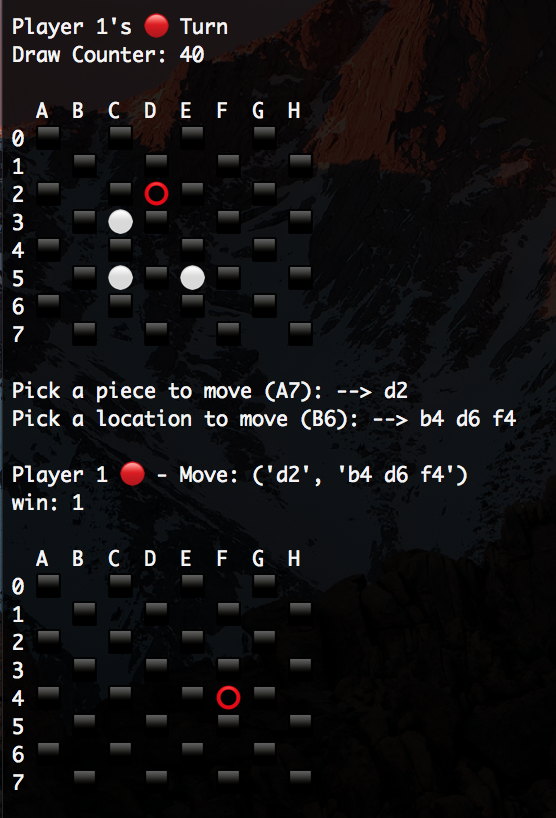 Player 1's 🔴 Turn
Draw Counter: 40
A B C D E F G H
0
1
2
3
4
5
6
7
Pick a piece to move (A7): --> d2
Pick a location to move (B6): --> b4 d6 f4
Player 1 🔴 - Move: ('d2', 'b4 d6 f4')
win: 1
A B C D E F G H
0
1
2
3
4
5
6
7